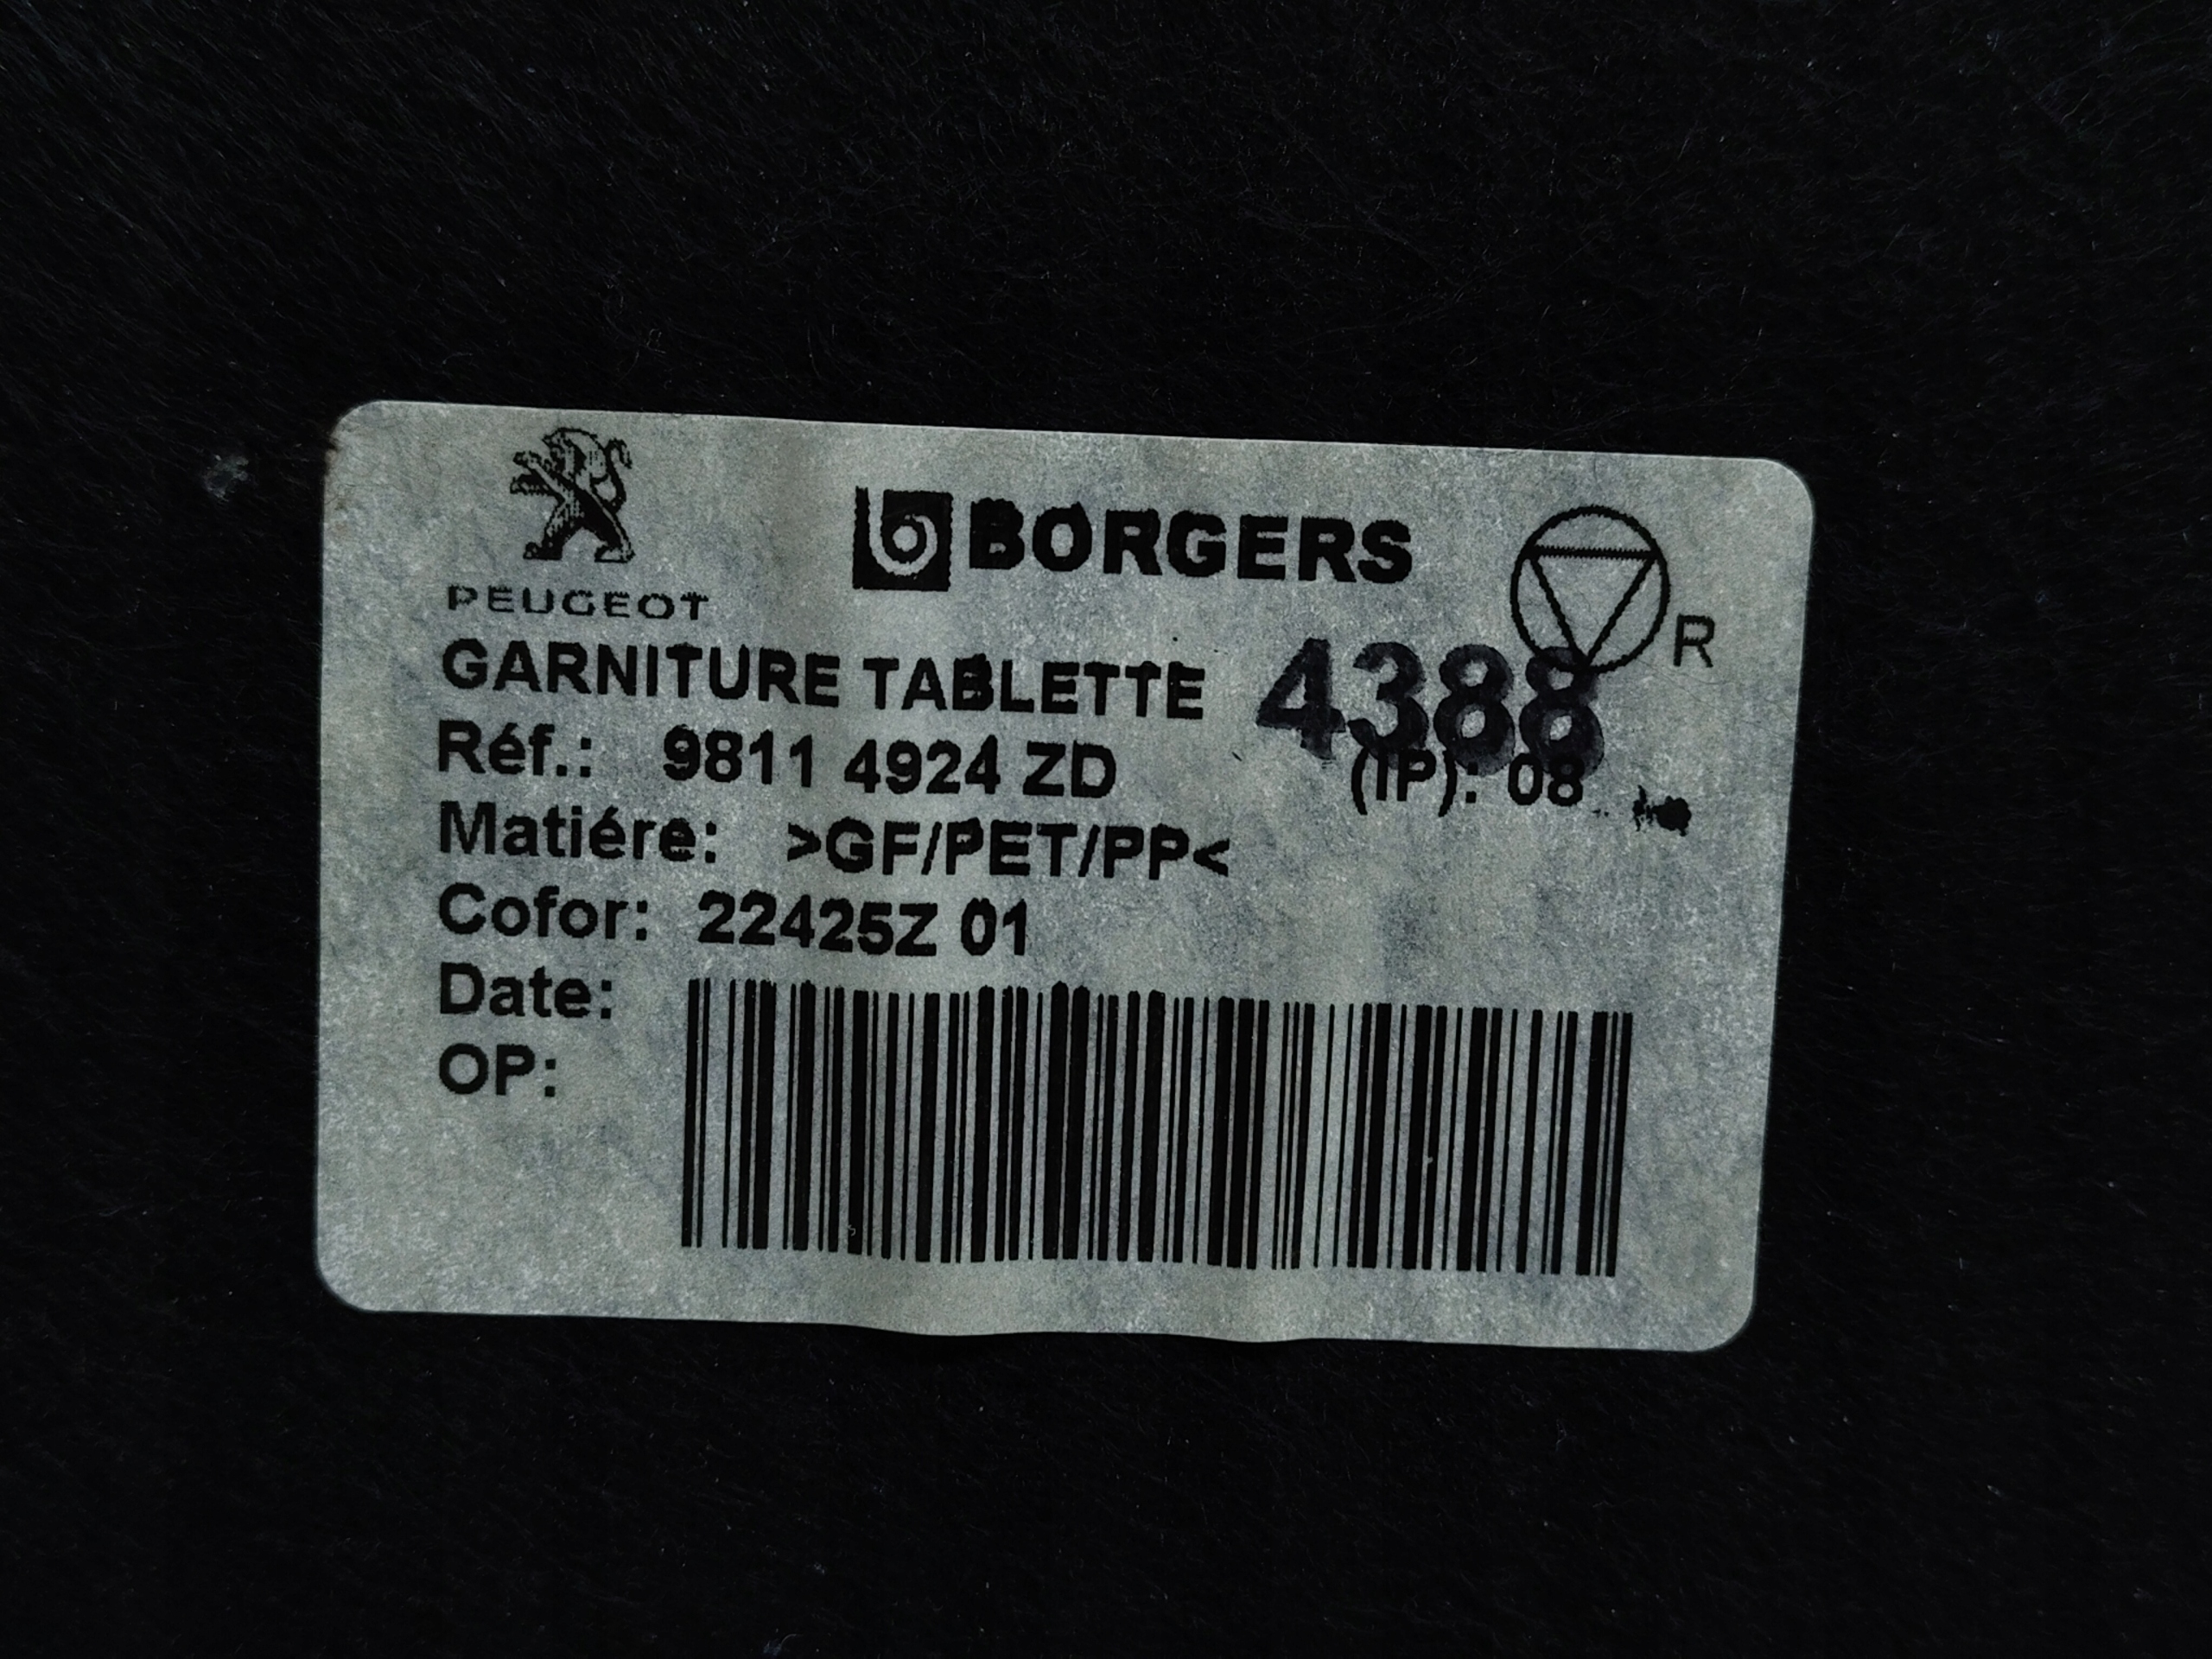 PEUGEOT
BORGERS
R
GARNITURE TABLETTE 4388
Réf.: 9811 4924 ZD (IP): 08
Matiére: >GF/PET/PP<
Cofor: 22425Z 01
Date:
OP: